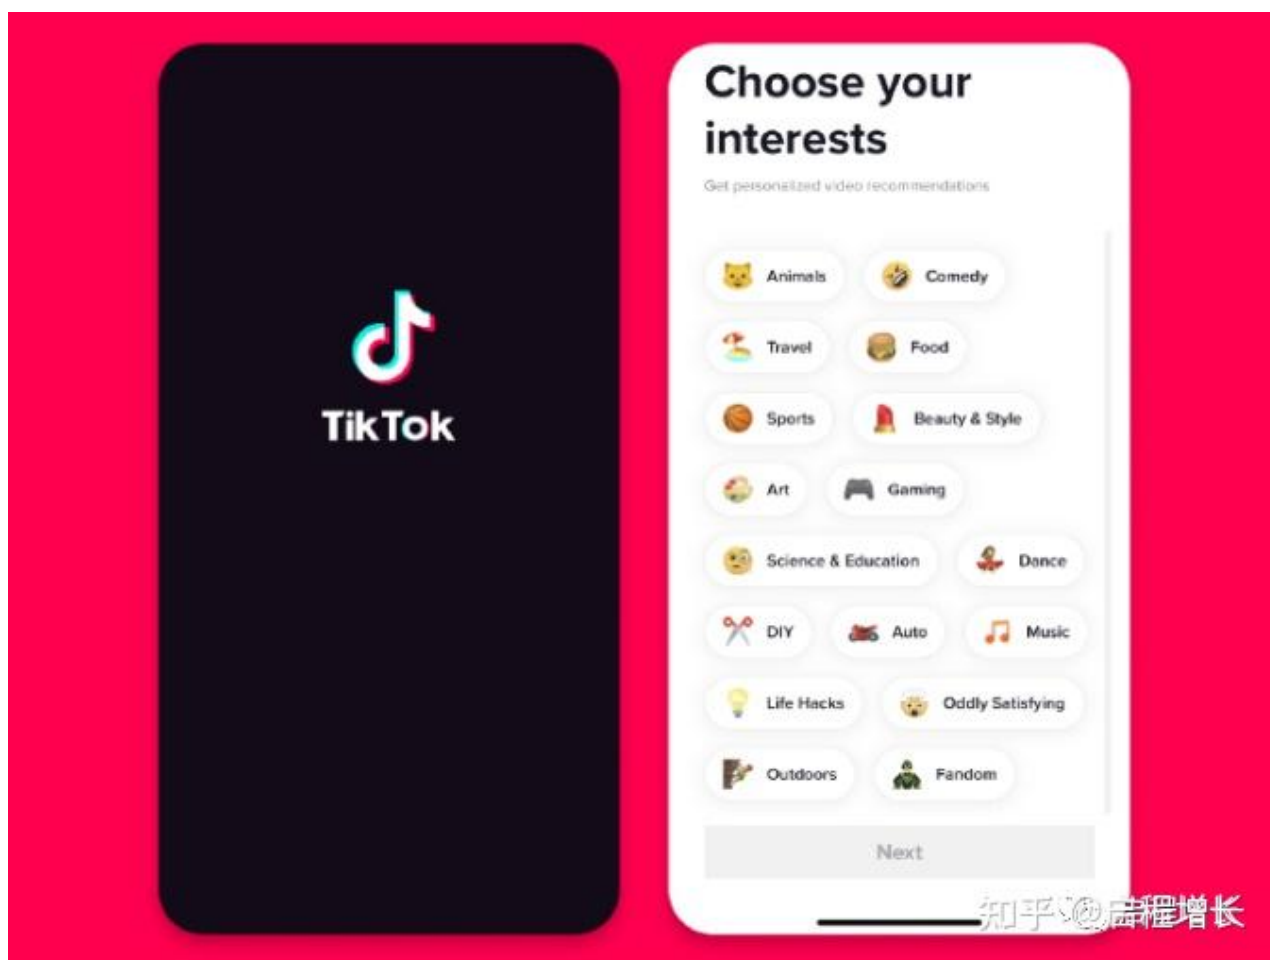 TikTok
Choose your
interests
Get personalized video recommendations
Animals Comedy
Travel Food
Sports Beauty & Style
Art Gaming
Science & Education Dance
DIY Auto Music
Life Hacks Oddly Satisfying
Outdoors Fandom
Next
知乎 @启程增长